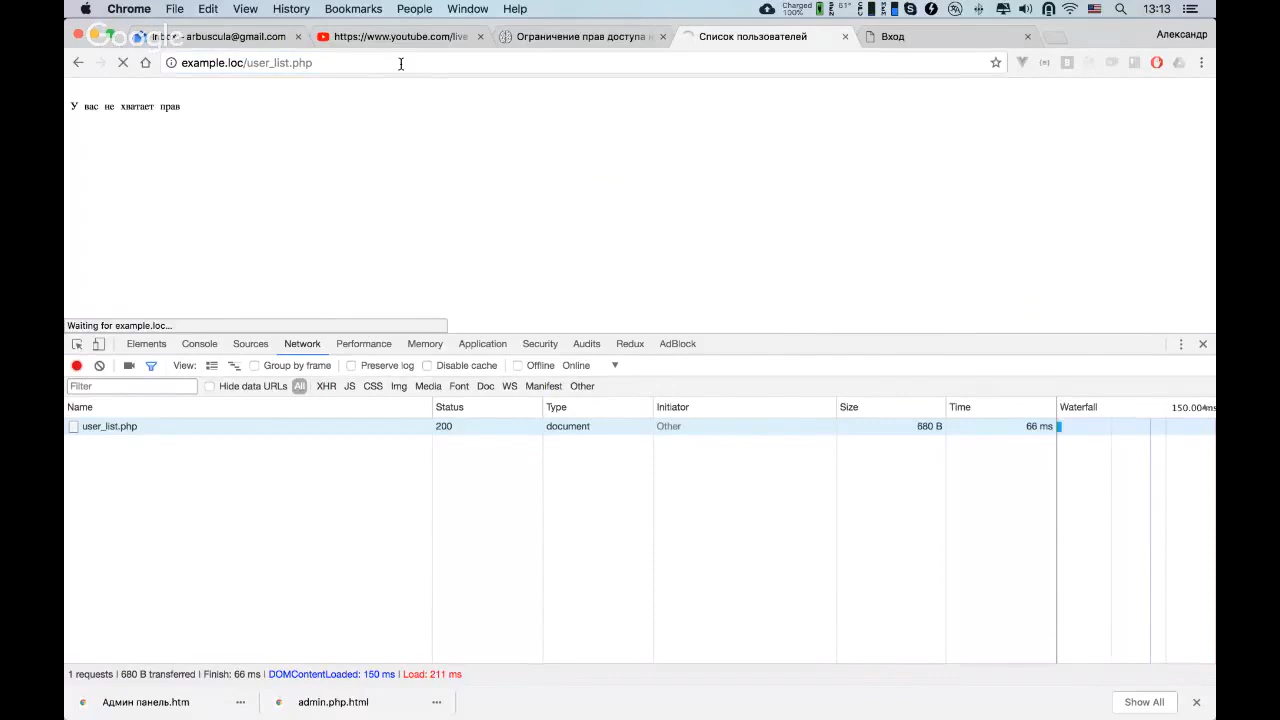 Chrome File Edit View History Bookmarks People Window Help Charged 100% 61° 13:13
Google
Inbox - arbuscula@gmail.com https://www.youtube.com/live Ограничение прав доступа н Список пользователей Вход Александр
example.loc/user_list.php
У вас не хватает прав
Waiting for example.loc...
Elements Console Sources Network Performance Memory Application Security Audits Redux AdBlock
View: Group by frame Preserve log Disable cache Offline Online
Filter Hide data URLs All XHR JS CSS Img Media Font Doc WS Manifest Other
Name Status Type Initiator Size Time Waterfall 150.00 ms
user_list.php 200 document Other 680 B 66 ms
1 requests | 680 B transferred | Finish: 66 ms | DOMContentLoaded: 150 ms | Load: 211 ms
Админ панель.htm admin.php.html Show All